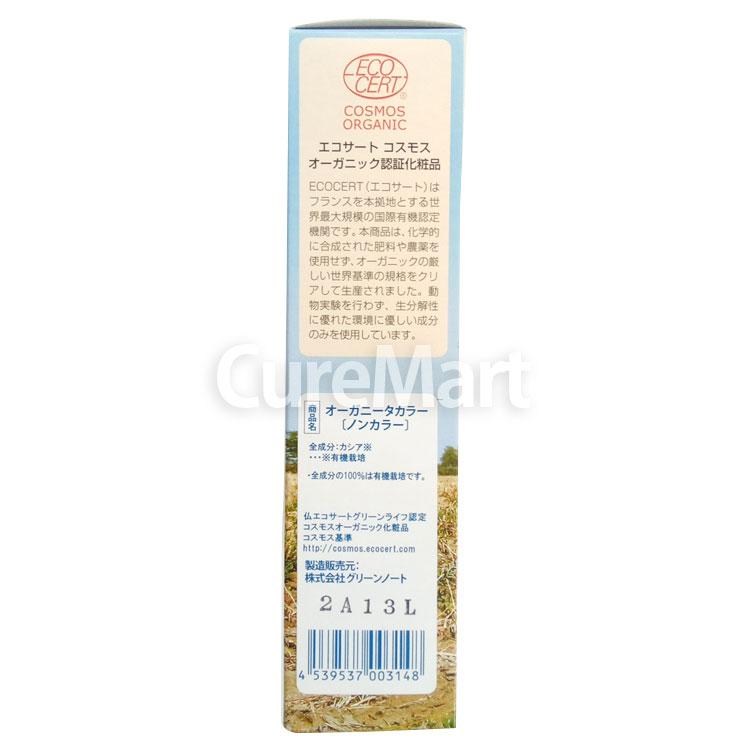 ECO
CERT®
COSMOS
ORGANIC
エコサート コスモス
オーガニック認証化粧品
ECOCERT(エコサート)は
フランスを本拠地とする世
界最大規模の国際有機認定
機関です。本商品は、化学的
に合成された肥料や農薬を
使用せず、オーガニックの厳
しい世界基準の規格をクリ
アして生産されました。動
物実験を行わず、生分解性
に優れた環境に優しい成分
のみを使用しています。
CureMart
商品名
オーガニータカラー
〔ノンカラー〕
全成分:カシア※
・・・※有機栽培
・全成分の100%は有機栽培です。
仏エコサートグリーンライフ認定
コスモスオーガニック化粧品
コスモス基準
http://cosmos.ecocert.com
製造販売元:
株式会社グリーンノート
2A13L
4 539537 003148